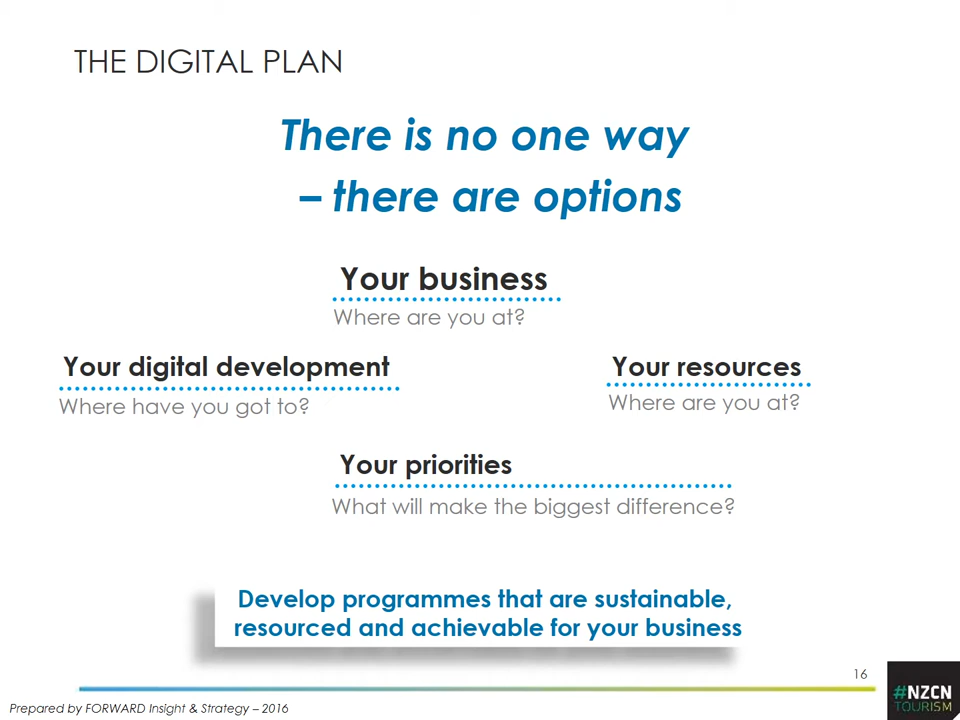 THE DIGITAL PLAN
There is no one way
– there are options
Your business
Where are you at?
Your digital development
Where have you got to?
Your resources
Where are you at?
Your priorities
What will make the biggest difference?
Develop programmes that are sustainable,
resourced and achievable for your business
16
#NZCN
TOURISM
Prepared by FORWARD Insight & Strategy – 2016